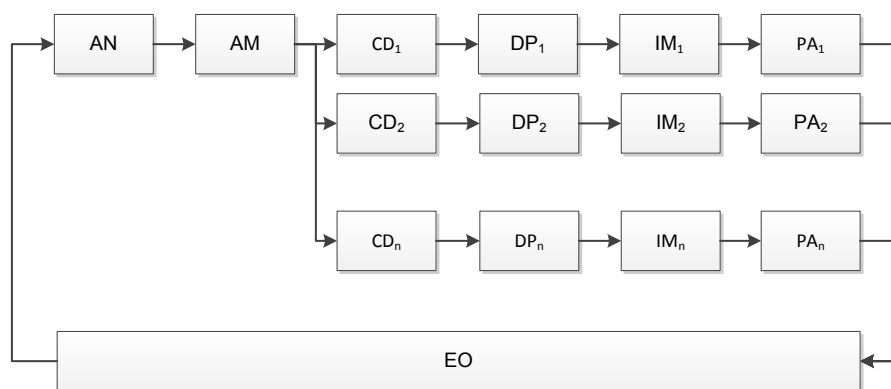 AN AM CD₁ DP₁ IM₁ PA₁
CD₂ DP₂ IM₂ PA₂
CDₙ DPₙ IMₙ PAₙ
EO